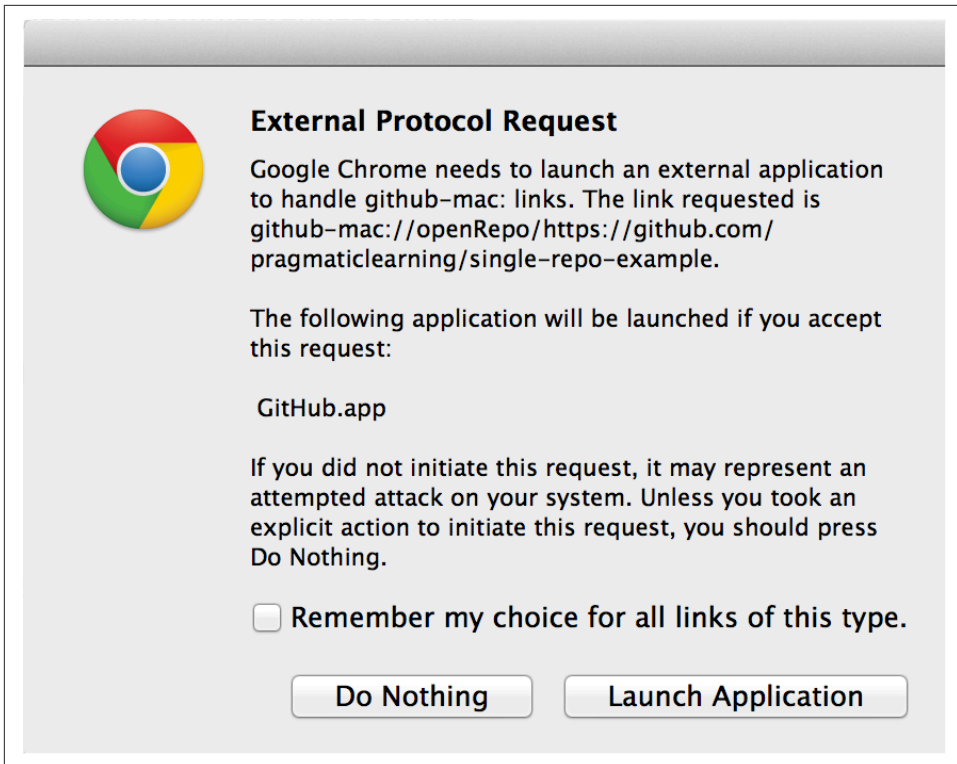 External Protocol Request
Google Chrome needs to launch an external application
to handle github-mac: links. The link requested is
github-mac://openRepo/https://github.com/
pragmaticlearning/single-repo-example.
The following application will be launched if you accept
this request:
GitHub.app
If you did not initiate this request, it may represent an
attempted attack on your system. Unless you took an
explicit action to initiate this request, you should press
Do Nothing.
Remember my choice for all links of this type.
Do Nothing
Launch Application